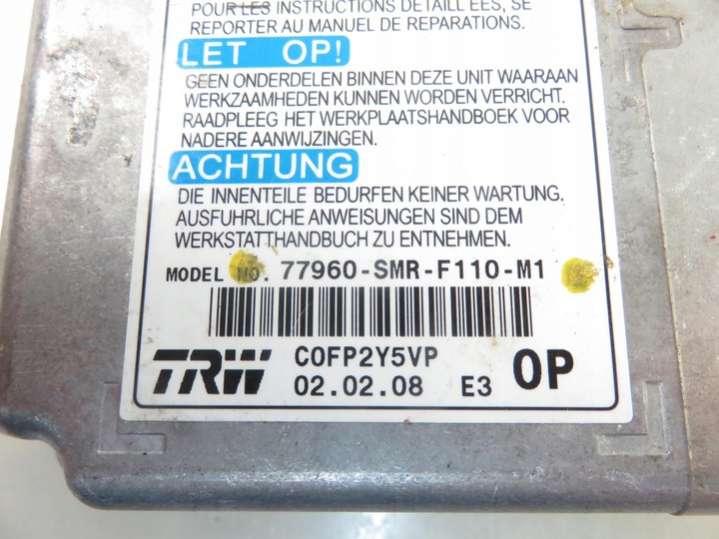 POUR LES INSTRUCTIONS DETAILLEES, SE
REPORTER AU MANUEL DE REPARATIONS.
LET OP!
GEEN ONDERDELEN BINNEN DEZE UNIT WAARAAN
WERKZAAMHEDEN KUNNEN WORDEN VERRICHT.
RAADPLEEG HET WERKPLAATSHANDBOEK VOOR
NADERE AANWIJZINGEN.
ACHTUNG
DIE INNENTEILE BEDURFEN KEINER WARTUNG.
AUSFUHRLICHE ANWEISUNGEN SIND DEM
WERKSTATTHANDBUCH ZU ENTNEHMEN.
MODEL NO. 77960-SMR-F110-M1
TRW C0FP2Y5VP 0P
02.02.08 E3